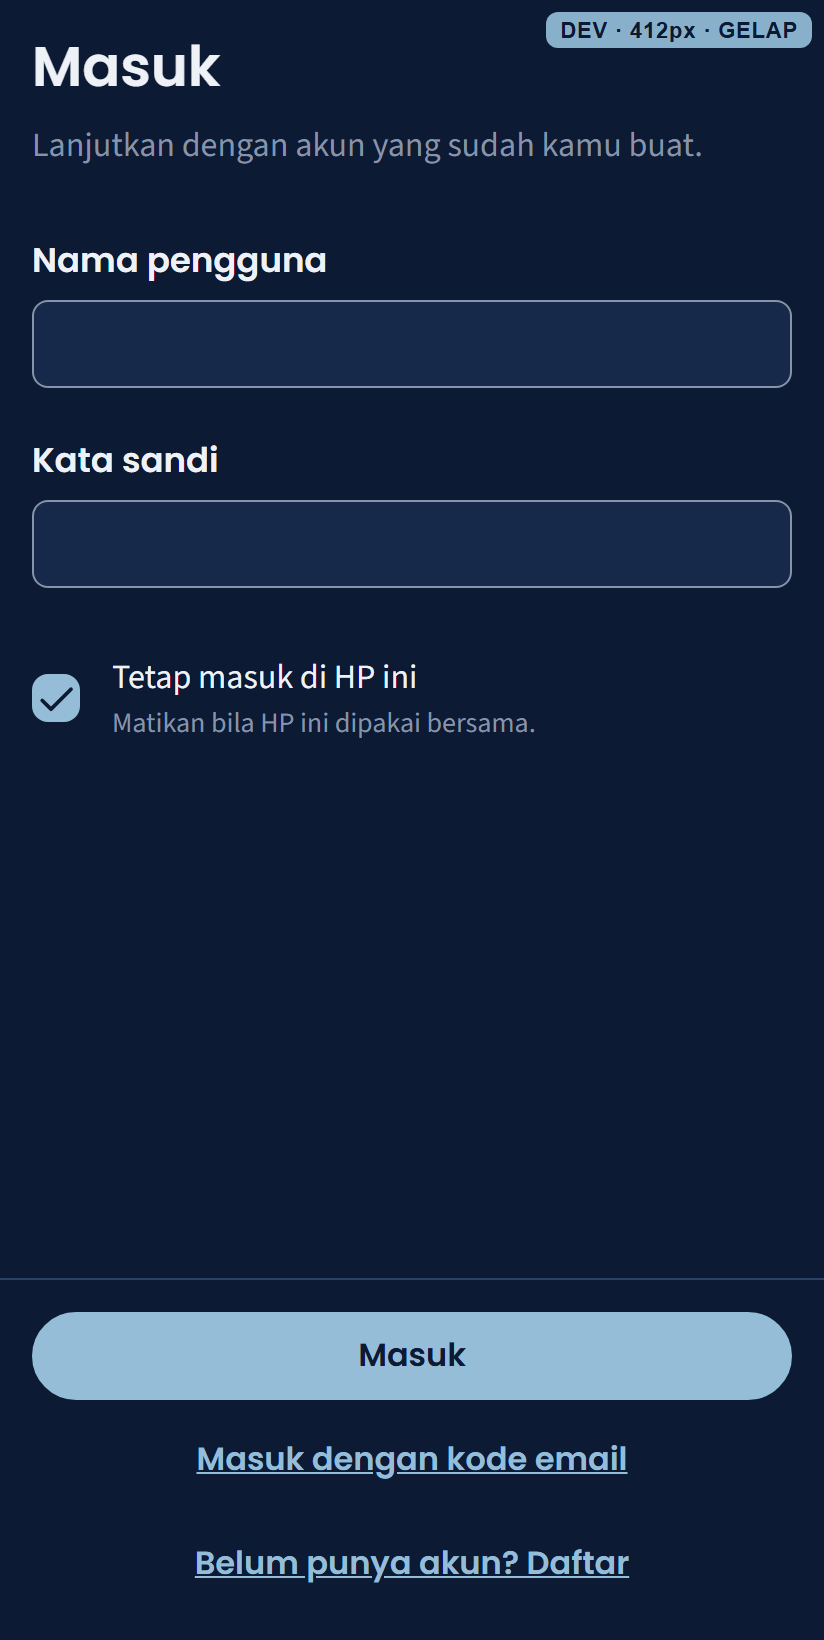 DEV · 412px · GELAP
Masuk
Lanjutkan dengan akun yang sudah kamu buat.
Nama pengguna
Kata sandi
Tetap masuk di HP ini
Matikan bila HP ini dipakai bersama.
Masuk
Masuk dengan kode email
Belum punya akun? Daftar